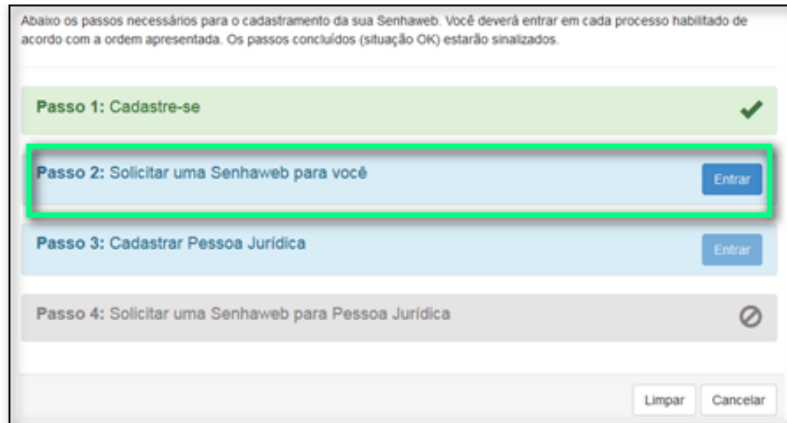 Abaixo os passos necessários para o cadastramento da sua Senhaweb. Você deverá entrar em cada processo habilitado de
acordo com a ordem apresentada. Os passos concluídos (situação OK) estarão sinalizados.
Passo 1: Cadastre-se
Passo 2: Solicitar uma Senhaweb para você
Entrar
Passo 3: Cadastrar Pessoa Jurídica
Entrar
Passo 4: Solicitar uma Senhaweb para Pessoa Jurídica
Limpar Cancelar